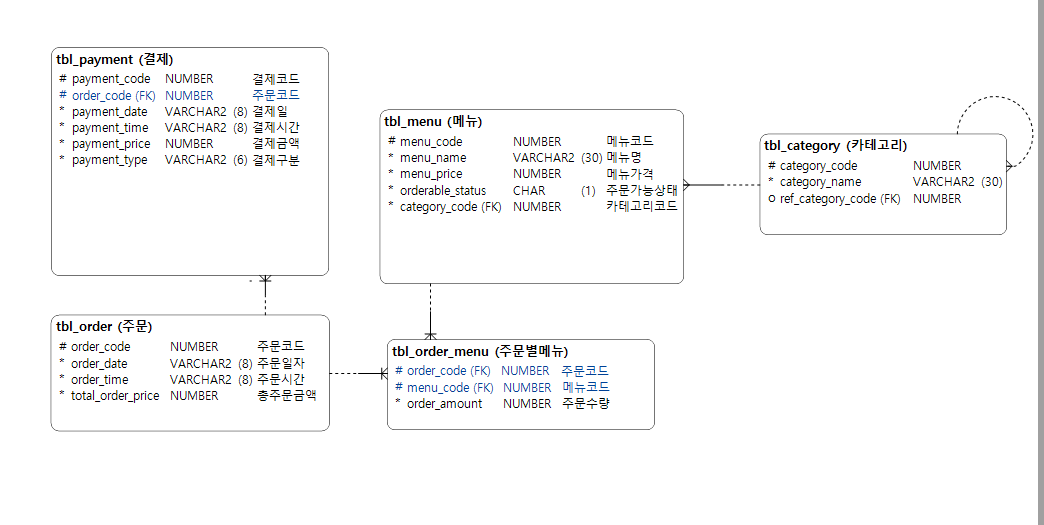 tbl_payment (결제)
# payment_code NUMBER 결제코드
# order_code (FK) NUMBER 주문코드
* payment_date VARCHAR2 (8) 결제일
* payment_time VARCHAR2 (8) 결제시간
* payment_price NUMBER 결제금액
* payment_type VARCHAR2 (6) 결제구분
tbl_menu (메뉴)
# menu_code NUMBER 메뉴코드
* menu_name VARCHAR2 (30) 메뉴명
* menu_price NUMBER 메뉴가격
* orderable_status CHAR (1) 주문가능상태
* category_code (FK) NUMBER 카테고리코드
tbl_category (카테고리)
# category_code NUMBER
* category_name VARCHAR2 (30)
o ref_category_code (FK) NUMBER
tbl_order (주문)
# order_code NUMBER 주문코드
* order_date VARCHAR2 (8) 주문일자
* order_time VARCHAR2 (8) 주문시간
* total_order_price NUMBER 총주문금액
tbl_order_menu (주문별메뉴)
# order_code (FK) NUMBER 주문코드
# menu_code (FK) NUMBER 메뉴코드
* order_amount NUMBER 주문수량